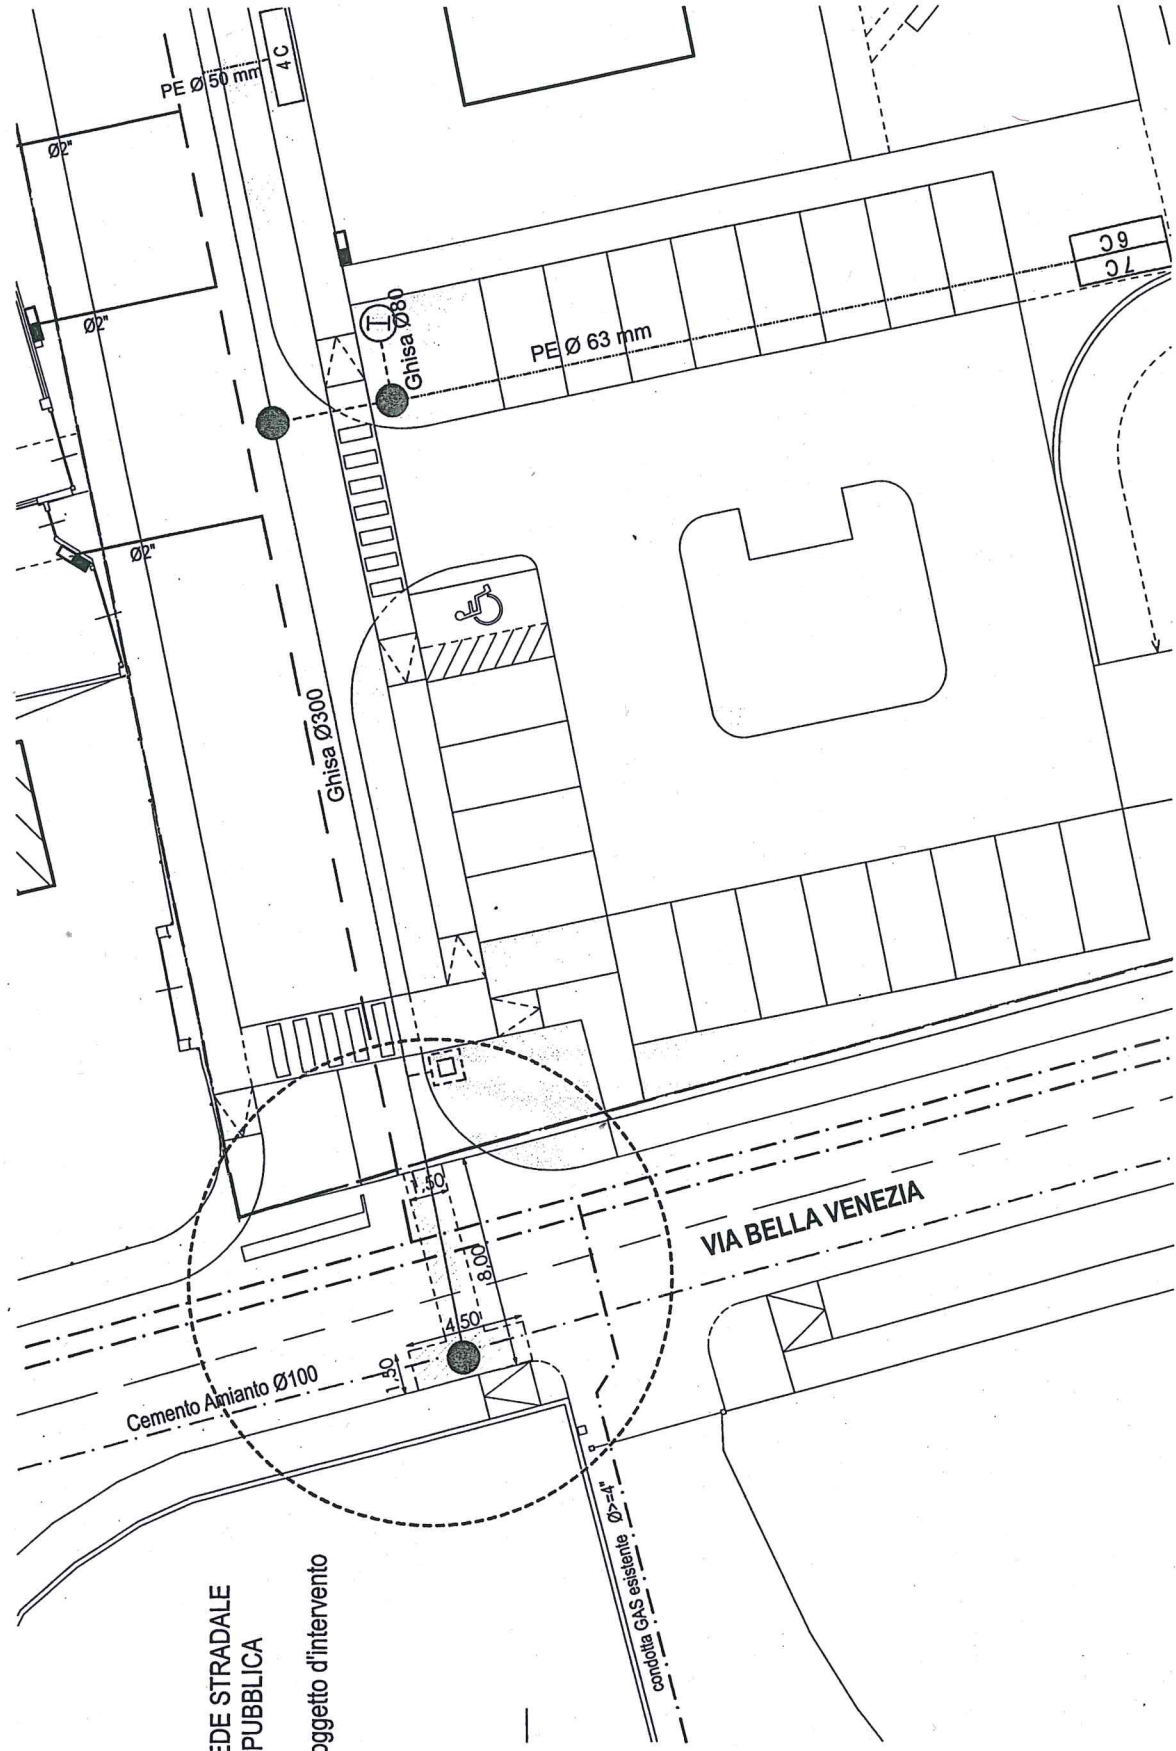 PE Ø 50 mm
4 C
Ø2"
Ø2"
Ø2"
Ghisa Ø80
PE Ø 63 mm
6 C
7 C
Ghisa Ø300
1,50
8,00
4,50
1,50
VIA BELLA VENEZIA
Cemento Amianto Ø100
condotta GAS esistente Ø>=4"
EDE STRADALE
PUBBLICA
oggetto d'intervento